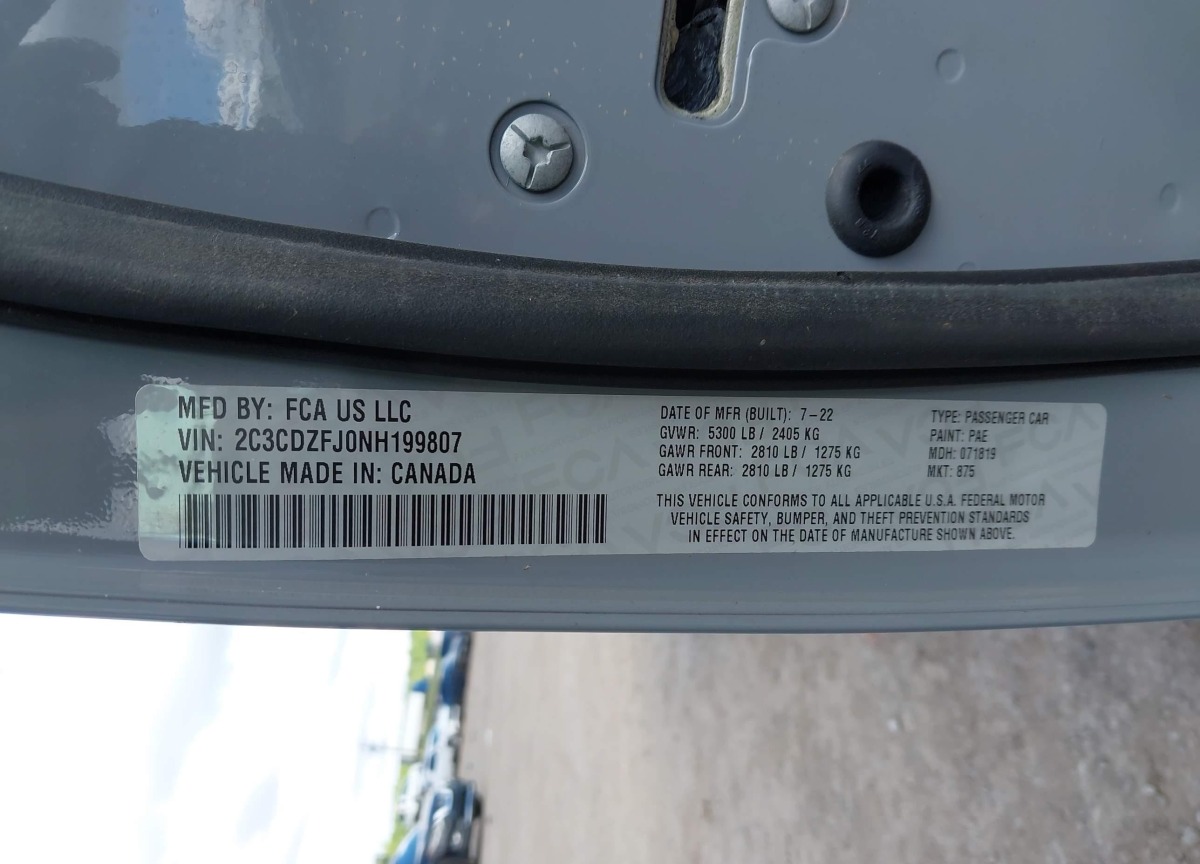 MFD BY: FCA US LLC
VIN: 2C3CDZFJ0NH199807
VEHICLE MADE IN: CANADA
DATE OF MFR (BUILT): 7-22
GVWR: 5300 LB / 2405 KG
GAWR FRONT: 2810 LB / 1275 KG
GAWR REAR: 2810 LB / 1275 KG
TYPE: PASSENGER CAR
PAINT: PAE
MDH: 071819
MKT: 875
THIS VEHICLE CONFORMS TO ALL APPLICABLE U.S.A. FEDERAL MOTOR
VEHICLE SAFETY, BUMPER, AND THEFT PREVENTION STANDARDS
IN EFFECT ON THE DATE OF MANUFACTURE SHOWN ABOVE.